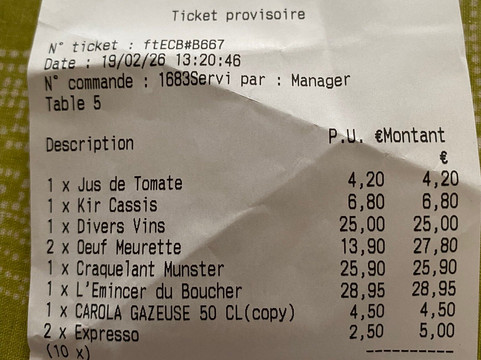 Ticket provisoire
N° ticket : ftECB#B667
Date : 19/02/26 13:20:46
N° commande : 1683Servi par : Manager
Table 5
Description P.U. €Montant
€
1 x Jus de Tomate 4,20 4,20
1 x Kir Cassis 6,80 6,80
1 x Divers Vins 25,00 25,00
2 x Oeuf Meurette 13,90 27,80
1 x Craquelant Munster 25,90 25,90
1 x L'Emincer du Boucher 28,95 28,95
1 x CAROLA GAZEUSE 50 CL(copy) 4,50 4,50
2 x Expresso 2,50 5,00
(10 x) -----------